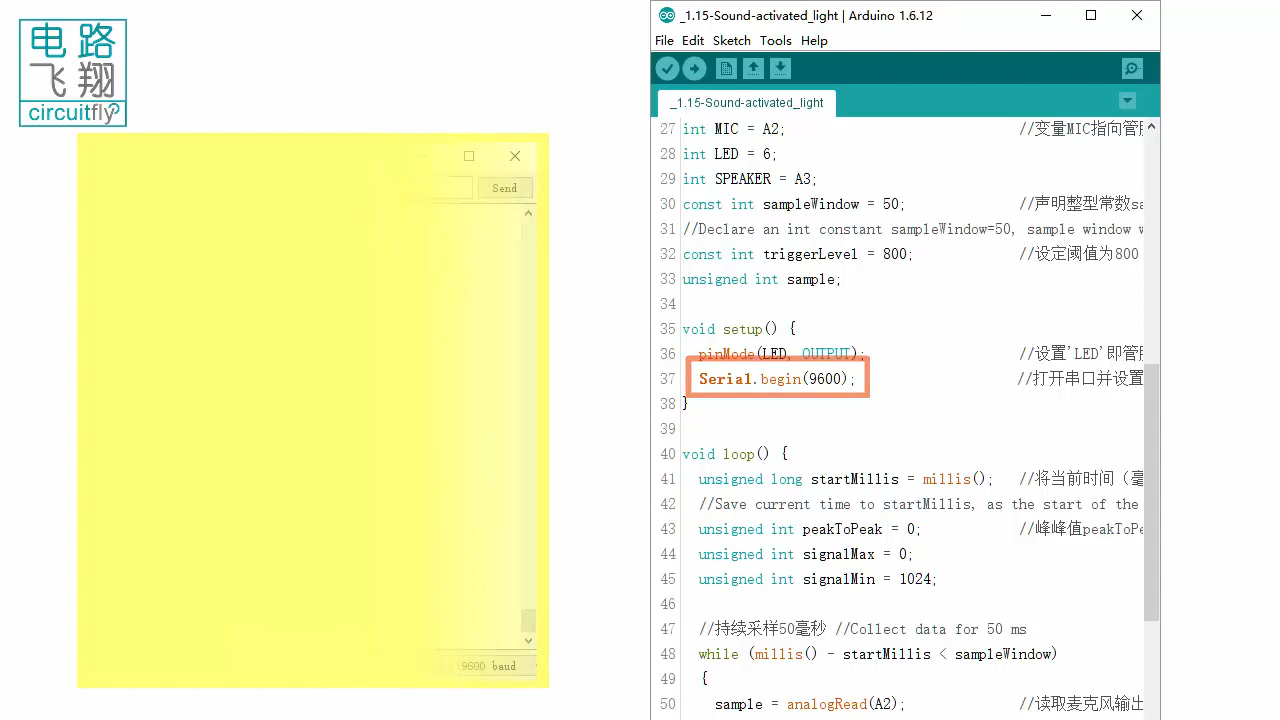 电路
飞翔
circuitfly
Send
9600 baud
_1.15-Sound-activated_light | Arduino 1.6.12
File Edit Sketch Tools Help
_1.15-Sound-activated_light
27 int MIC = A2; //变量MIC指向管
28 int LED = 6;
29 int SPEAKER = A3;
30 const int sampleWindow = 50; //声明整型常数sa
31 //Declare an int constant sampleWindow=50, sample window w
32 const int triggerLevel = 800; //设定阈值为800
33 unsigned int sample;
34
35 void setup() {
36 pinMode(LED, OUTPUT); //设置'LED'即管
37 Serial.begin(9600); //打开串口并设置
38 }
39
40 void loop() {
41 unsigned long startMillis = millis(); //将当前时间（毫
42 //Save current time to startMillis, as the start of the
43 unsigned int peakToPeak = 0; //峰峰值peakToPe
44 unsigned int signalMax = 0;
45 unsigned int signalMin = 1024;
46
47 //持续采样50毫秒 //Collect data for 50 ms
48 while (millis() - startMillis < sampleWindow)
49 {
50 sample = analogRead(A2); //读取麦克风输出